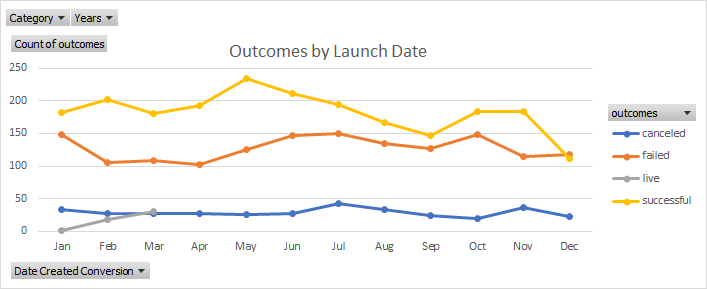 Category Years
Count of outcomes
Outcomes by Launch Date
250
200
150
100
50
0
Jan Feb Mar Apr May Jun Jul Aug Sep Oct Nov Dec
outcomes
canceled
failed
live
successful
Date Created Conversion